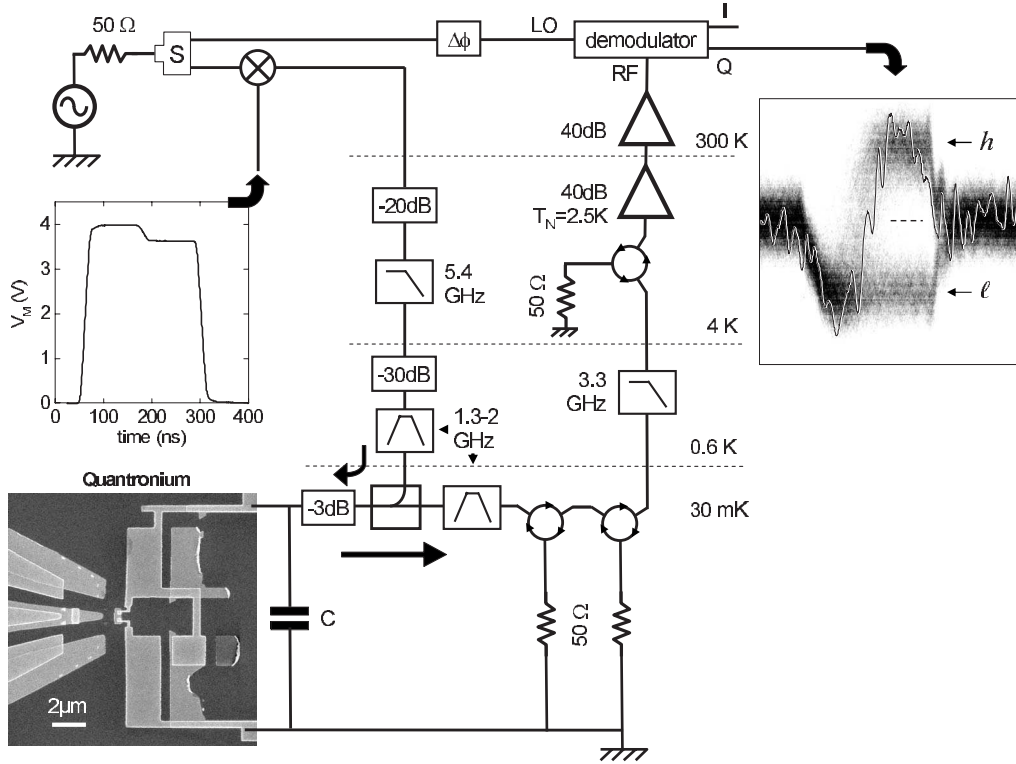 50 Ω
S
Δϕ
LO
demodulator
I
Q
RF
40dB
300 K
40dB
T_N=2.5K
-20dB
5.4
GHz
50 Ω
4 K
h
ℓ
V_M (V)
4
3
2
1
0
0 100 200 300 400
time (ns)
-30dB
3.3
GHz
1.3-2
GHz
0.6 K
Quantronium
-3dB
30 mK
C
50 Ω
2μm